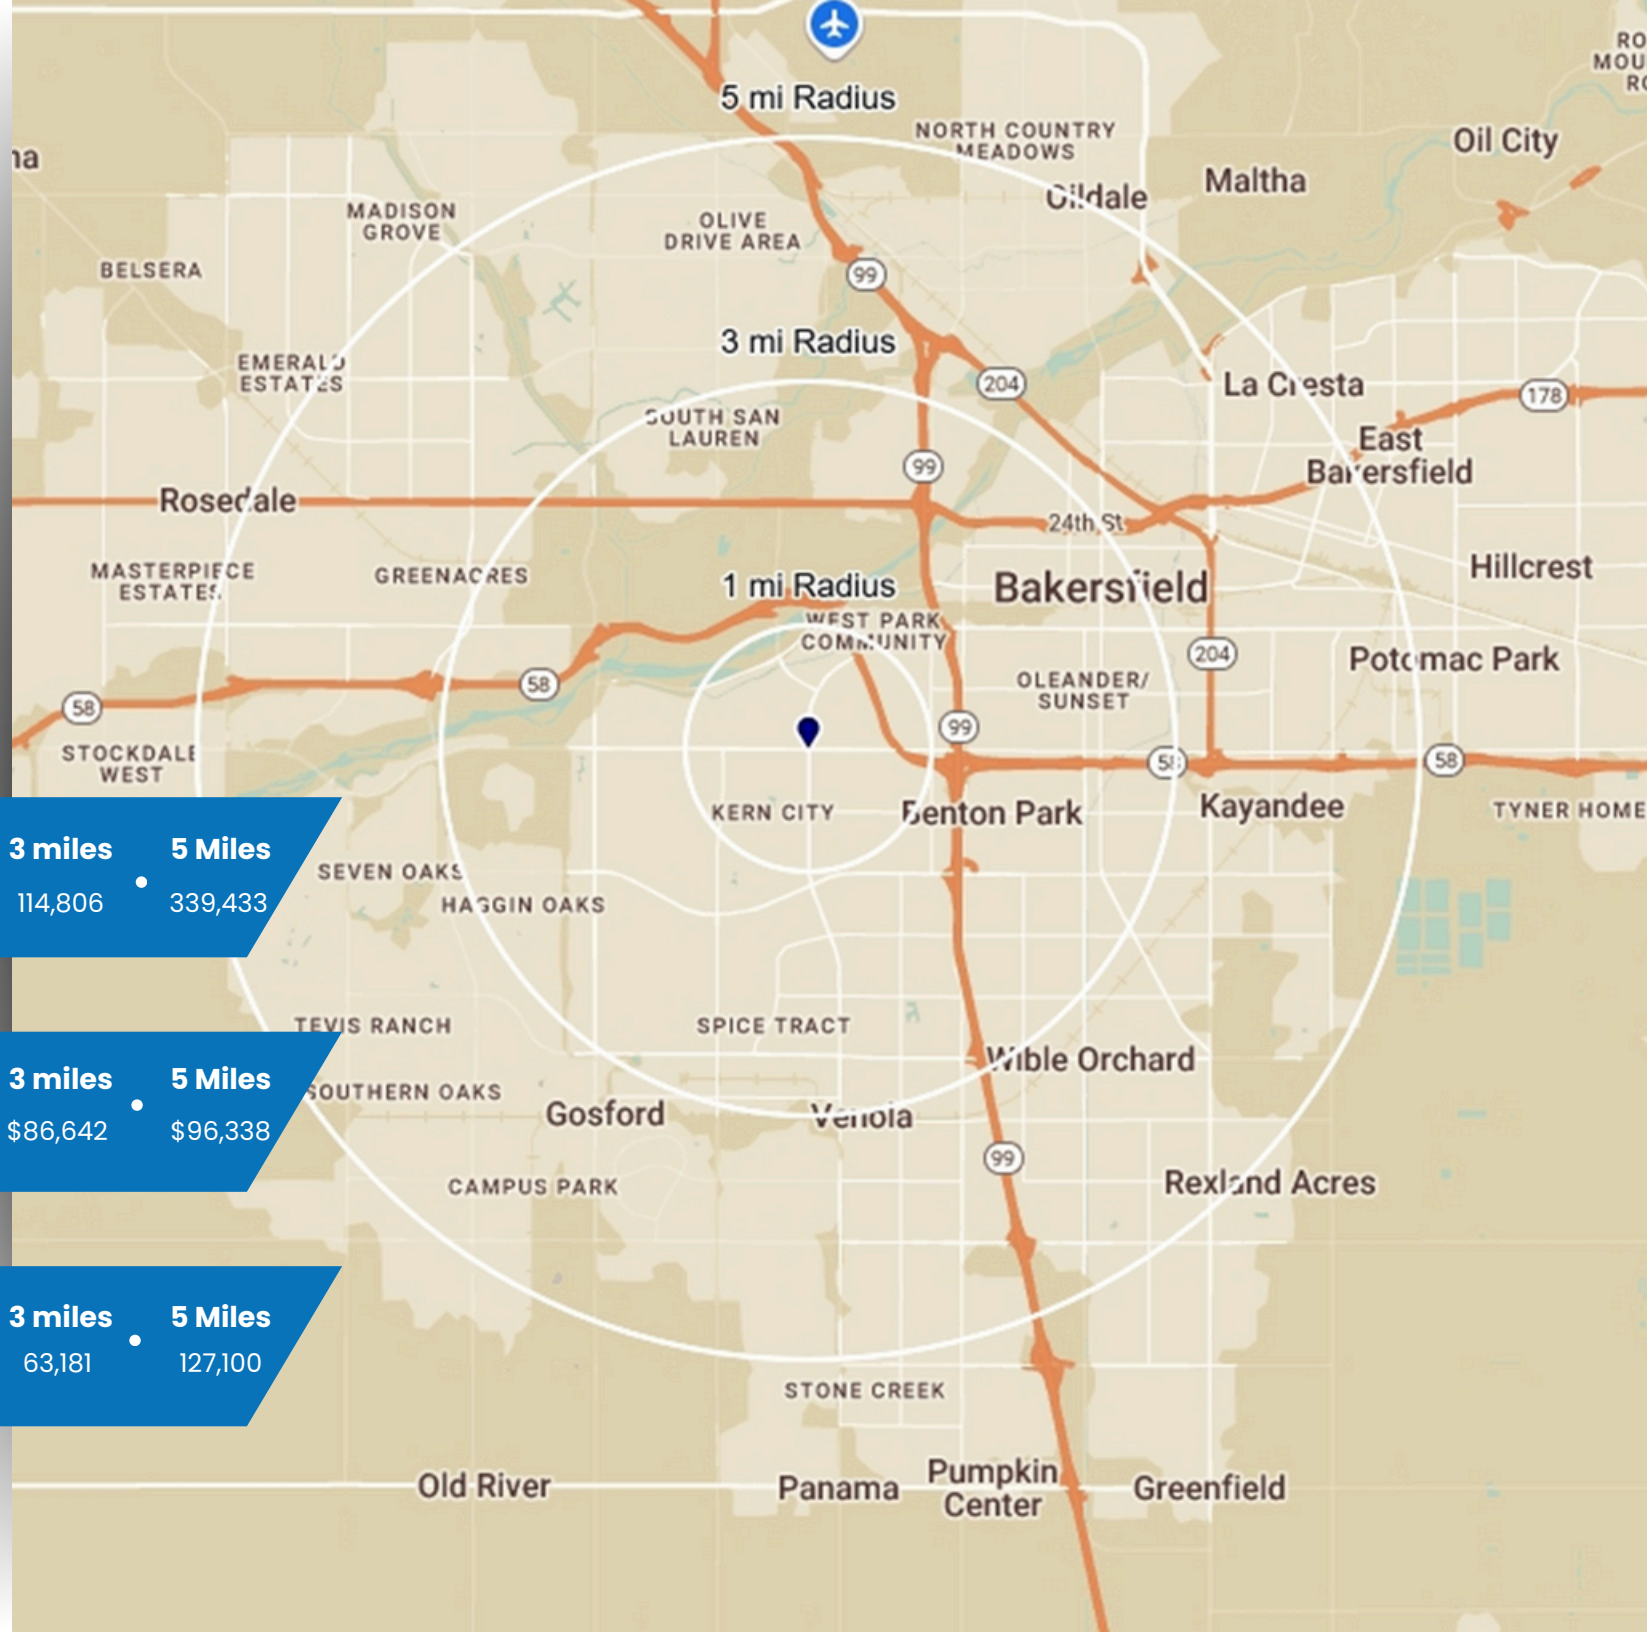 5 mi Radius
NORTH COUNTRY
MEADOWS
Oil City
Maltha
Oildale
MADISON
GROVE
OLIVE
DRIVE AREA
BELSERA
99
3 mi Radius
EMERALD
ESTATES
204
La Cresta
178
SOUTH SAN
LAUREN
East
Bakersfield
99
Rosedale
24th St
MASTERPIECE
ESTATES
GREENACRES
1 mi Radius
Bakersfield
Hillcrest
WEST PARK
COMMUNITY
204
Potomac Park
58
OLEANDER/
SUNSET
58
99
STOCKDALE
WEST
58
58
KERN CITY
Benton Park
Kayandee
TYNER HOME
3 miles
5 Miles
114,806
339,433
SEVEN OAKS
HAGGIN OAKS
TEVIS RANCH
SPICE TRACT
Wible Orchard
3 miles
5 Miles
$86,642
$96,338
SOUTHERN OAKS
Gosford
Venola
99
CAMPUS PARK
Rexland Acres
3 miles
5 Miles
63,181
127,100
STONE CREEK
Old River
Panama
Pumpkin
Center
Greenfield